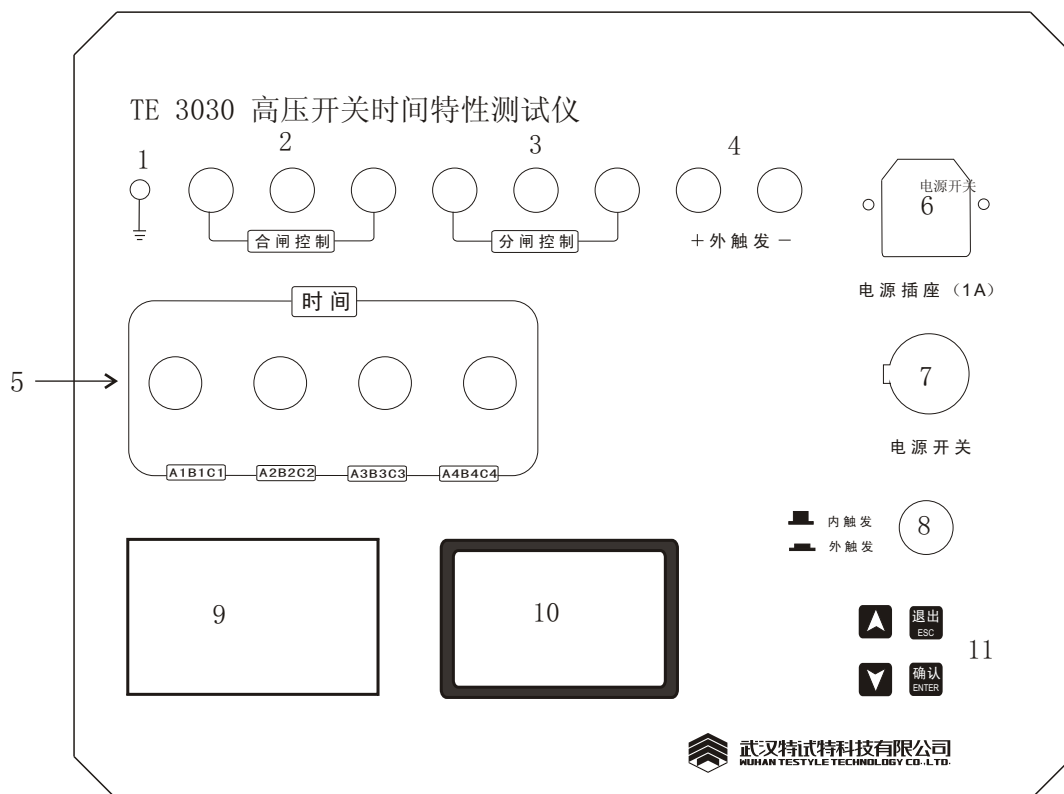 TE 3030 高压开关时间特性测试仪
1
2
3
4
电源开关
6
合闸控制
分闸控制
＋外触发－
电源插座（1A）
时间
5
7
A1B1C1
A2B2C2
A3B3C3
A4B4C4
电源开关
内触发
外触发
8
9
10
退出
ESC
11
确认
ENTER
武汉特试特科技有限公司
WUHAN TESTYLE TECHNOLOGY CO.,LTD.